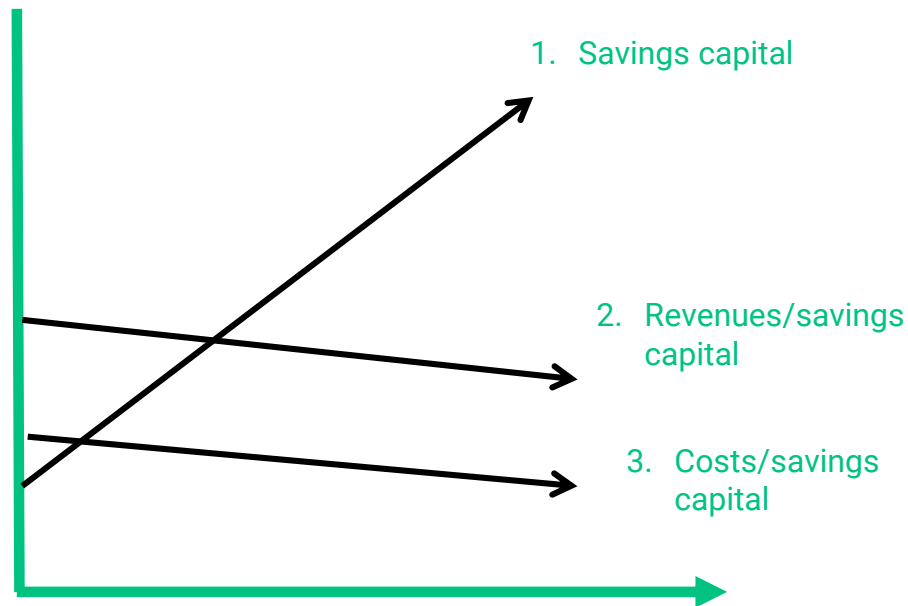 1. Savings capital
2. Revenues/savings
capital
3. Costs/savings
capital